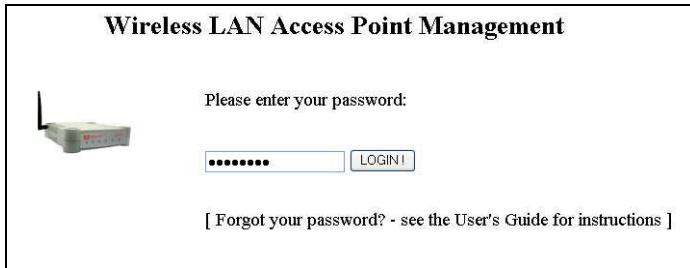 Wireless LAN Access Point Management
Please enter your password:
●●●●●●●● LOGIN !
[ Forgot your password? - see the User's Guide for instructions ]